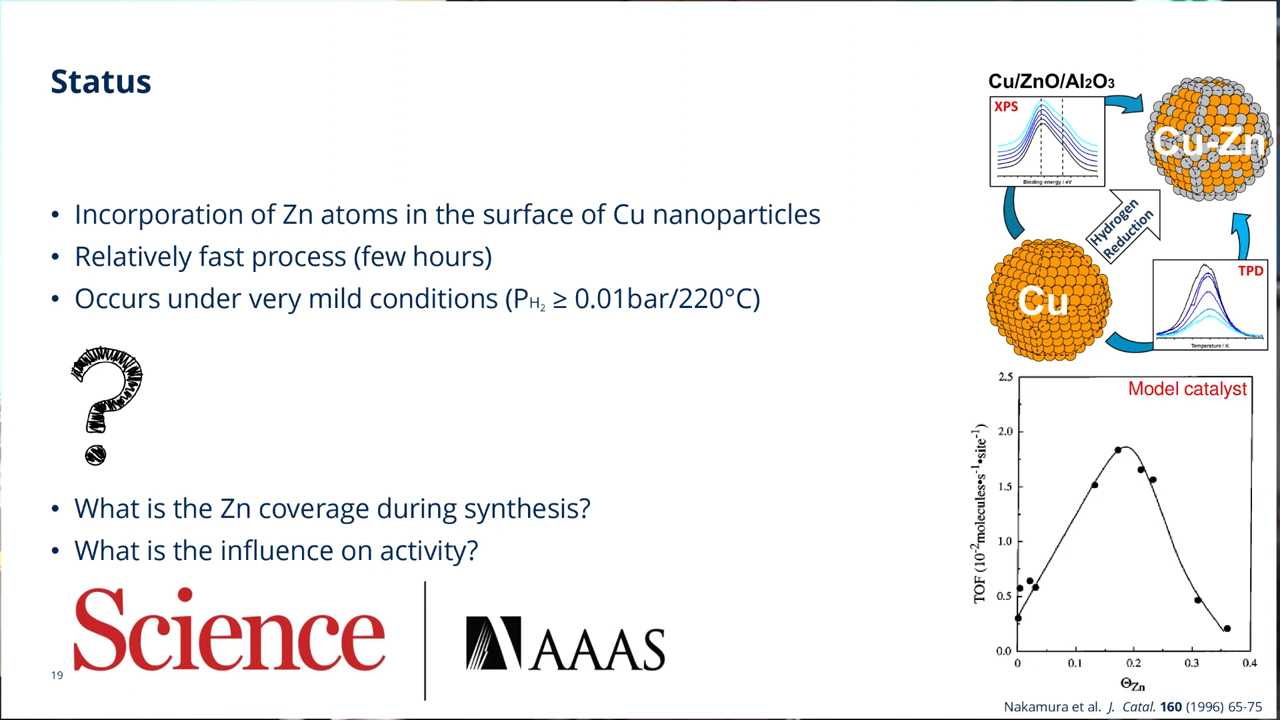 Status
• Incorporation of Zn atoms in the surface of Cu nanoparticles
• Relatively fast process (few hours)
• Occurs under very mild conditions (P_H₂ ≥ 0.01bar/220°C)
• What is the Zn coverage during synthesis?
• What is the influence on activity?
Science
AAAS
19
Cu/ZnO/Al₂O₃
XPS
Binding energy / eV
Cu-Zn
Hydrogen
Reduction
Cu
TPD
Temperature / K
Model catalyst
TOF (10⁻²molecules•s⁻¹•site⁻¹)
2.5
2.0
1.5
1.0
0.5
0.0
0 0.1 0.2 0.3 0.4
Θ_Zn
Nakamura et al. J. Catal. 160 (1996) 65-75